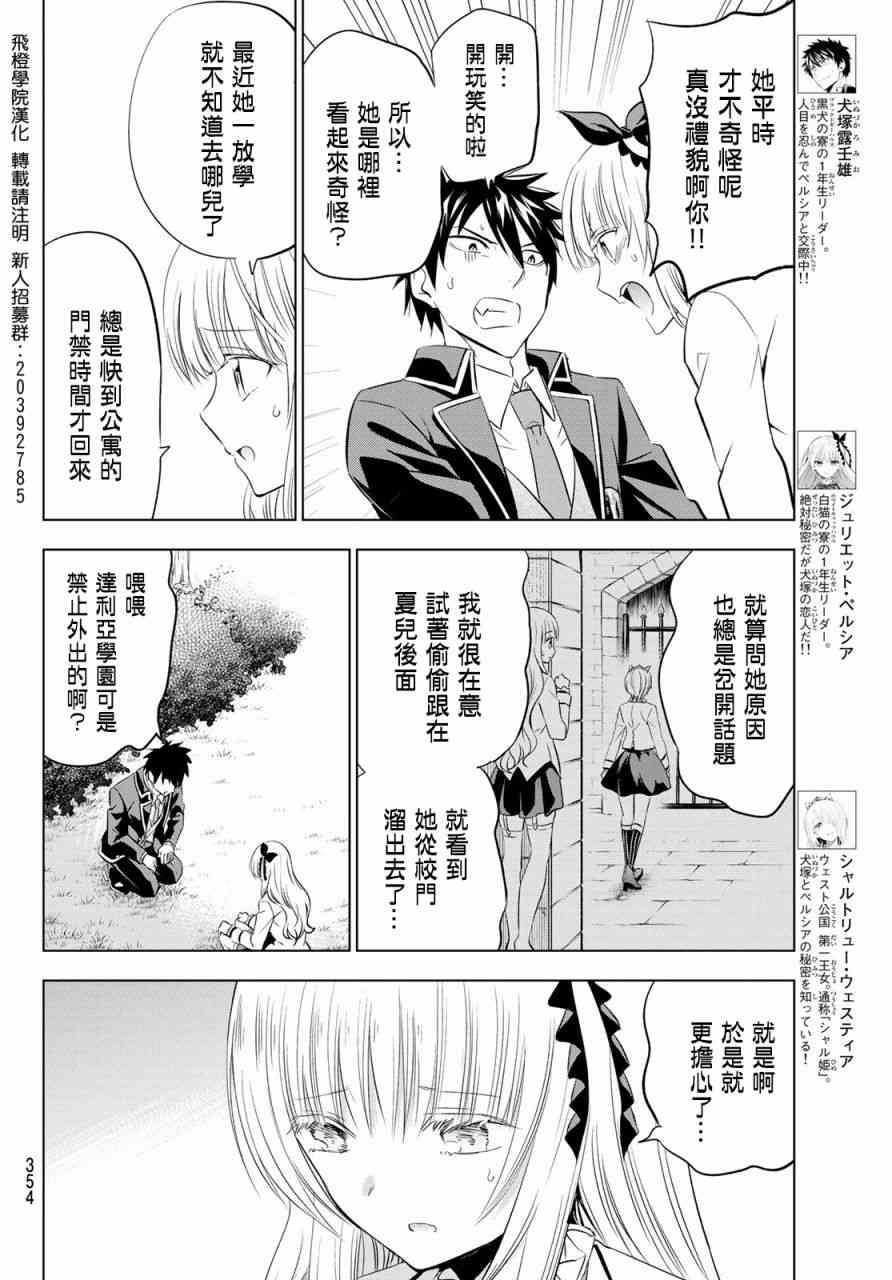 她平時
才不奇怪呢
真沒禮貌啊你!!
開…
開玩笑的啦
所以…
她是哪裡
看起來奇怪?
最近她一放學
就不知道去哪兒了
總是快到公寓的
門禁時間才回來
就算問她原因
也總是岔開話題
我就很在意
試著偷偷跟在
夏兒後面
就看到
她從校門
溜出去了…
喂喂
達利亞學園可是
禁止外出的啊?
就是啊
於是就
更擔心了…
犬塚露壬雄
黒犬の寮の1年生リーダー。
人目を忍んでペルシアと交際中!!
ジュリエット・ペルシア
白猫の寮の1年生リーダー。
絶対秘密だが犬塚の恋人だ!!
シャルトリュー・ウェスティア
ウェスト公国 第一王女。通称「シャル姫」。
犬塚とペルシアの秘密を知っている!
飛橙學院漢化 轉載請注明 新人招募群:20392785
354